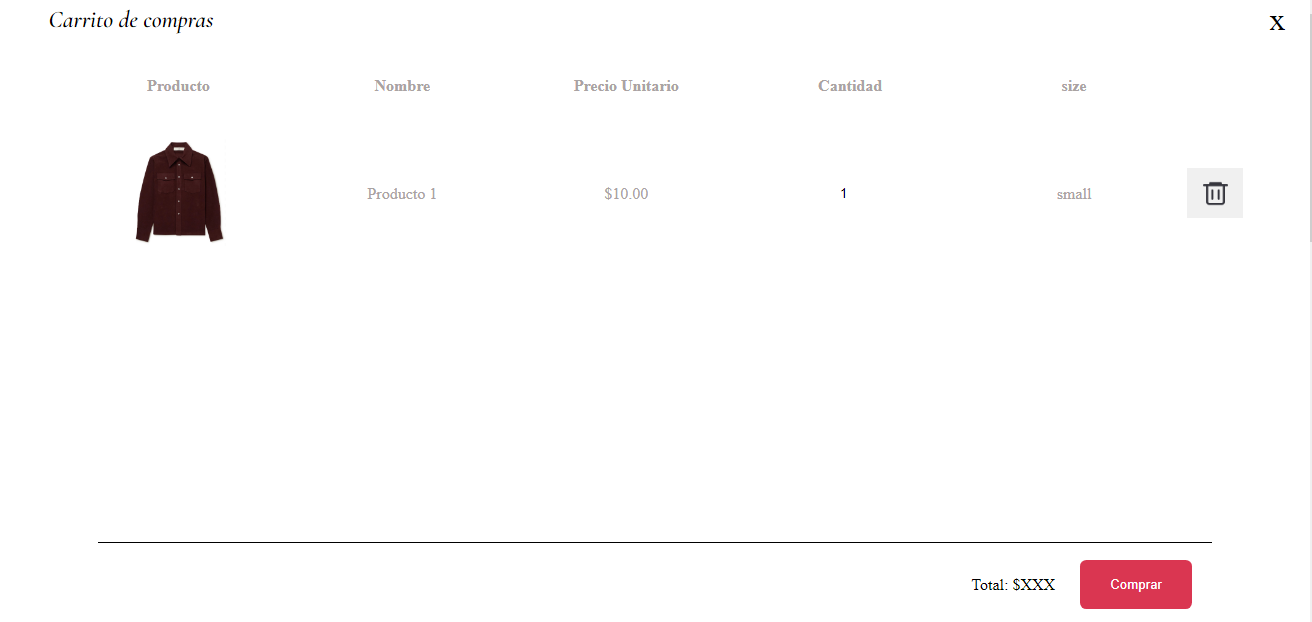 Carrito de compras
X
Producto Nombre Precio Unitario Cantidad size
Producto 1 $10.00 1 small
Total: $XXX Comprar